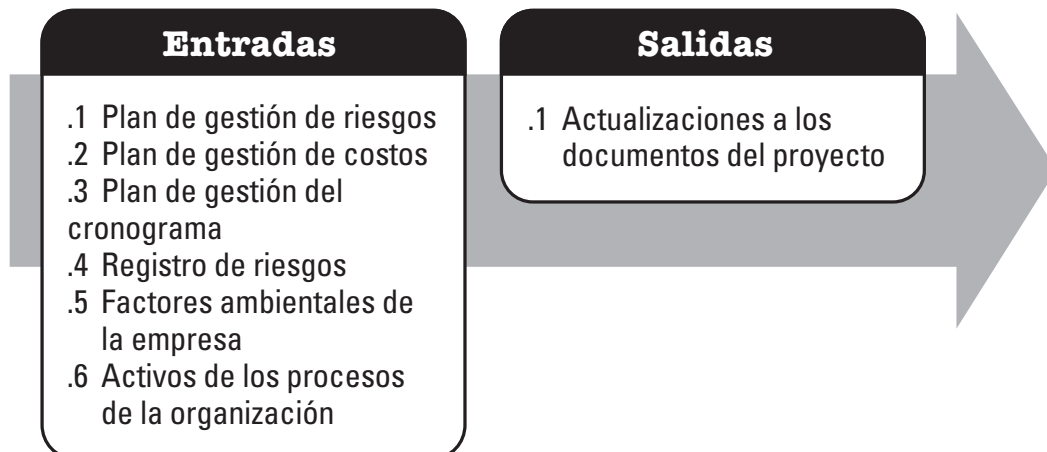 Entradas
.1 Plan de gestión de riesgos
.2 Plan de gestión de costos
.3 Plan de gestión del
cronograma
.4 Registro de riesgos
.5 Factores ambientales de
la empresa
.6 Activos de los procesos
de la organización
Salidas
.1 Actualizaciones a los
documentos del proyecto